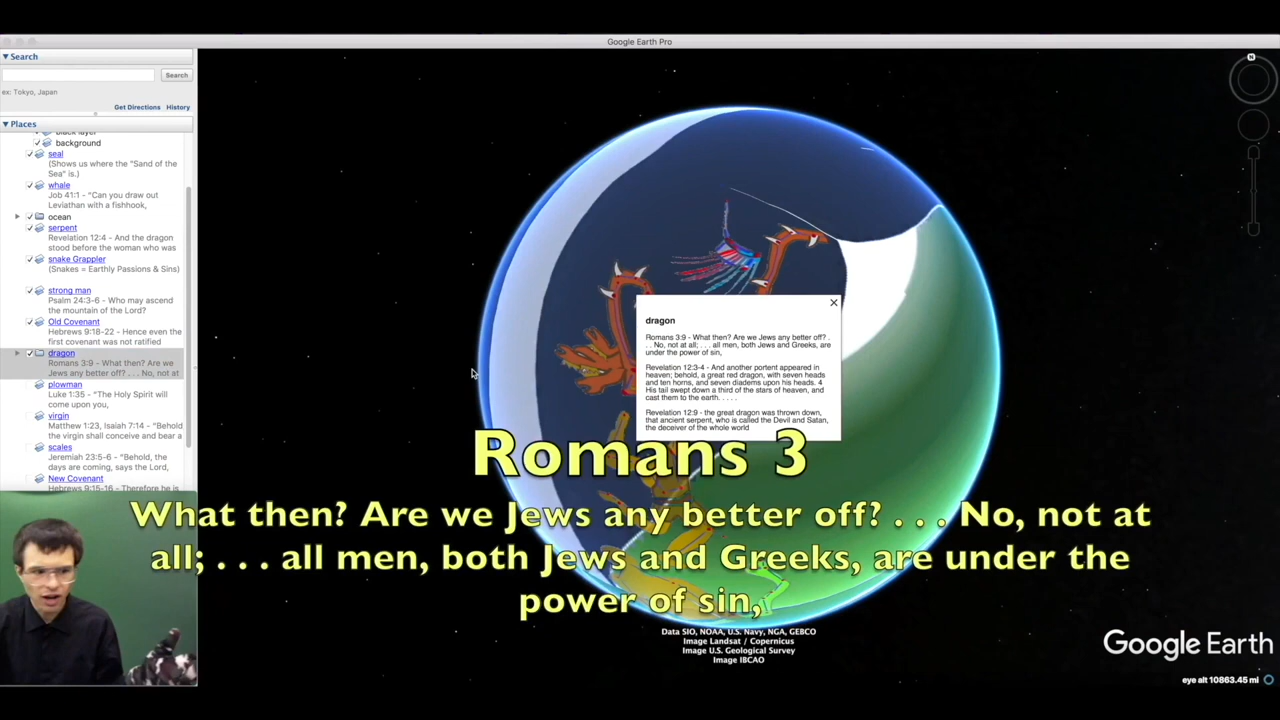 Google Earth Pro
Search
Search
ex: Tokyo, Japan
Get Directions History
Places
background
seal
(Shows us where the "Sand of the
Sea" is.)
whale
Job 41:1 - "Can you draw out
Leviathan with a fishhook,
ocean
serpent
Revelation 12:4 - And the dragon
stood before the woman who was
snake Grappler
(Snakes = Earthly Passions & Sins)
strong man
Psalm 24:3-6 - Who may ascend
the mountain of the Lord?
Old Covenant
Hebrews 9:18-22 - Hence even the
first covenant was not ratified
dragon
Romans 3:9 - What then? Are we
Jews any better off? . . . No, not at
plowman
Luke 1:35 - "The Holy Spirit will
come upon you,
virgin
Matthew 1:23, Isaiah 7:14 - "Behold
the virgin shall conceive and bear a
scales
Jeremiah 23:5-6 - "Behold, the
days are coming, says the Lord,
New Covenant
Hebrews 9:15-16 - Therefore he is
N
dragon
Romans 3:9 - What then? Are we Jews any better off? .
. . No, not at all; . . . all men, both Jews and Greeks, are
under the power of sin,
Revelation 12:3-4 - And another portent appeared in
heaven; behold, a great red dragon, with seven heads
and ten horns, and seven diadems upon his heads. 4
His tail swept down a third of the stars of heaven, and
cast them to the earth. . . . .
Revelation 12:9 - the great dragon was thrown down,
that ancient serpent, who is called the Devil and Satan,
the deceiver of the whole world
Romans 3
What then? Are we Jews any better off? . . . No, not at
all; . . . all men, both Jews and Greeks, are under the
power of sin,
Data SIO, NOAA, U.S. Navy, NGA, GEBCO
Image Landsat / Copernicus
Image U.S. Geological Survey
Image IBCAO
Google Earth
eye alt 10863.45 mi